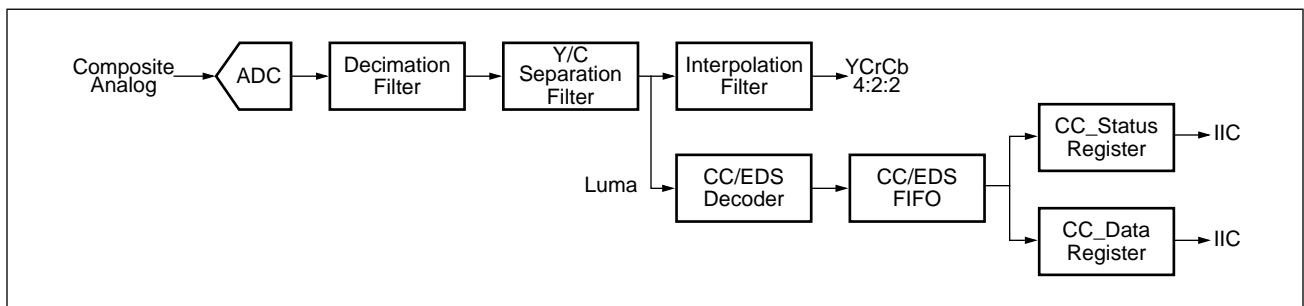 Composite
Analog
ADC
Decimation
Filter
Y/C
Separation
Filter
Interpolation
Filter
YCrCb
4:2:2
Luma
CC/EDS
Decoder
CC/EDS
FIFO
CC_Status
Register
IIC
CC_Data
Register
IIC